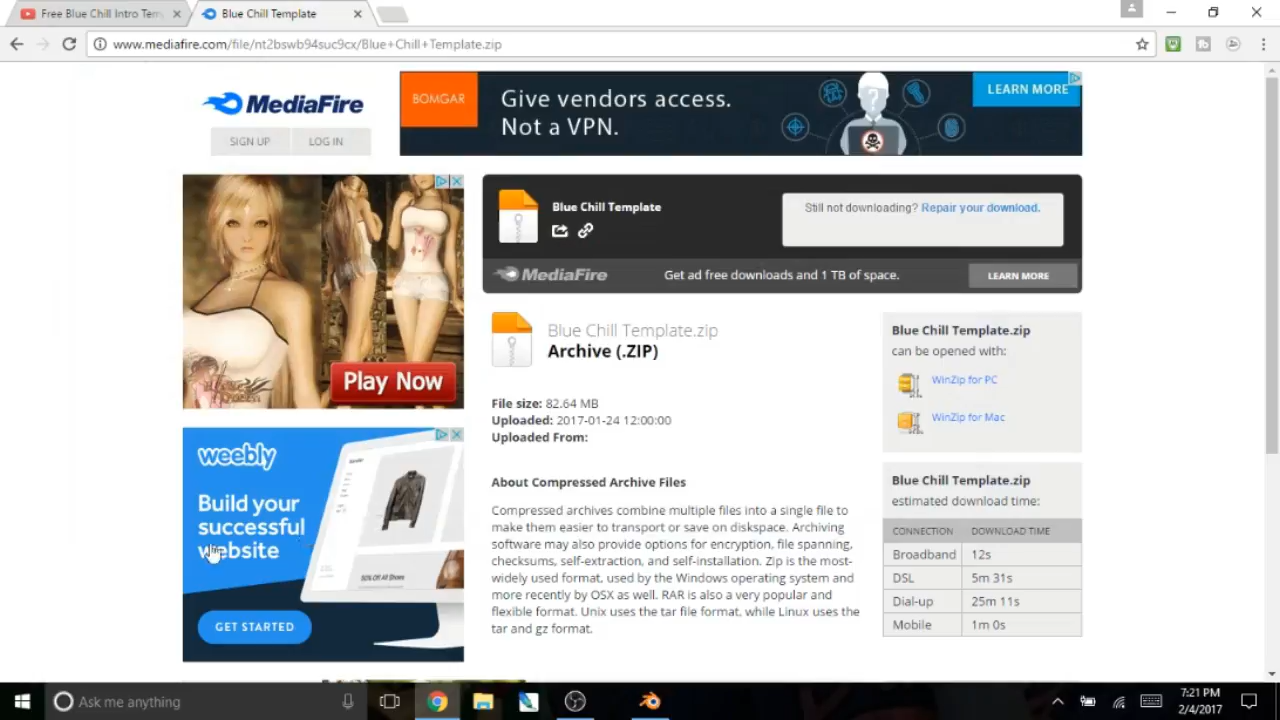 Free Blue Chill Intro Tem
Blue Chill Template
www.mediafire.com/file/nt2bswb94suc9cx/Blue+Chill+Template.zip
MediaFire
SIGN UP
LOG IN
BOMGAR
Give vendors access.
Not a VPN.
LEARN MORE
Play Now
Blue Chill Template
Still not downloading? Repair your download.
MediaFire
Get ad free downloads and 1 TB of space.
LEARN MORE
Blue Chill Template.zip
Archive (.ZIP)
File size: 82.64 MB
Uploaded: 2017-01-24 12:00:00
Uploaded From:
About Compressed Archive Files
Compressed archives combine multiple files into a single file to
make them easier to transport or save on diskspace. Archiving
software may also provide options for encryption, file spanning,
checksums, self-extraction, and self-installation. Zip is the most-
widely used format, used by the Windows operating system and
more recently by OSX as well. RAR is also a very popular and
flexible format. Unix uses the tar file format, while Linux uses the
tar and gz format.
Blue Chill Template.zip
can be opened with:
WinZip for PC
WinZip for Mac
Blue Chill Template.zip
estimated download time:
CONNECTION DOWNLOAD TIME
Broadband 12s
DSL 5m 31s
Dial-up 25m 11s
Mobile 1m 0s
weebly
Build your
successful
website
50% Off All Shoes
GET STARTED
Ask me anything
7:21 PM
2/4/2017